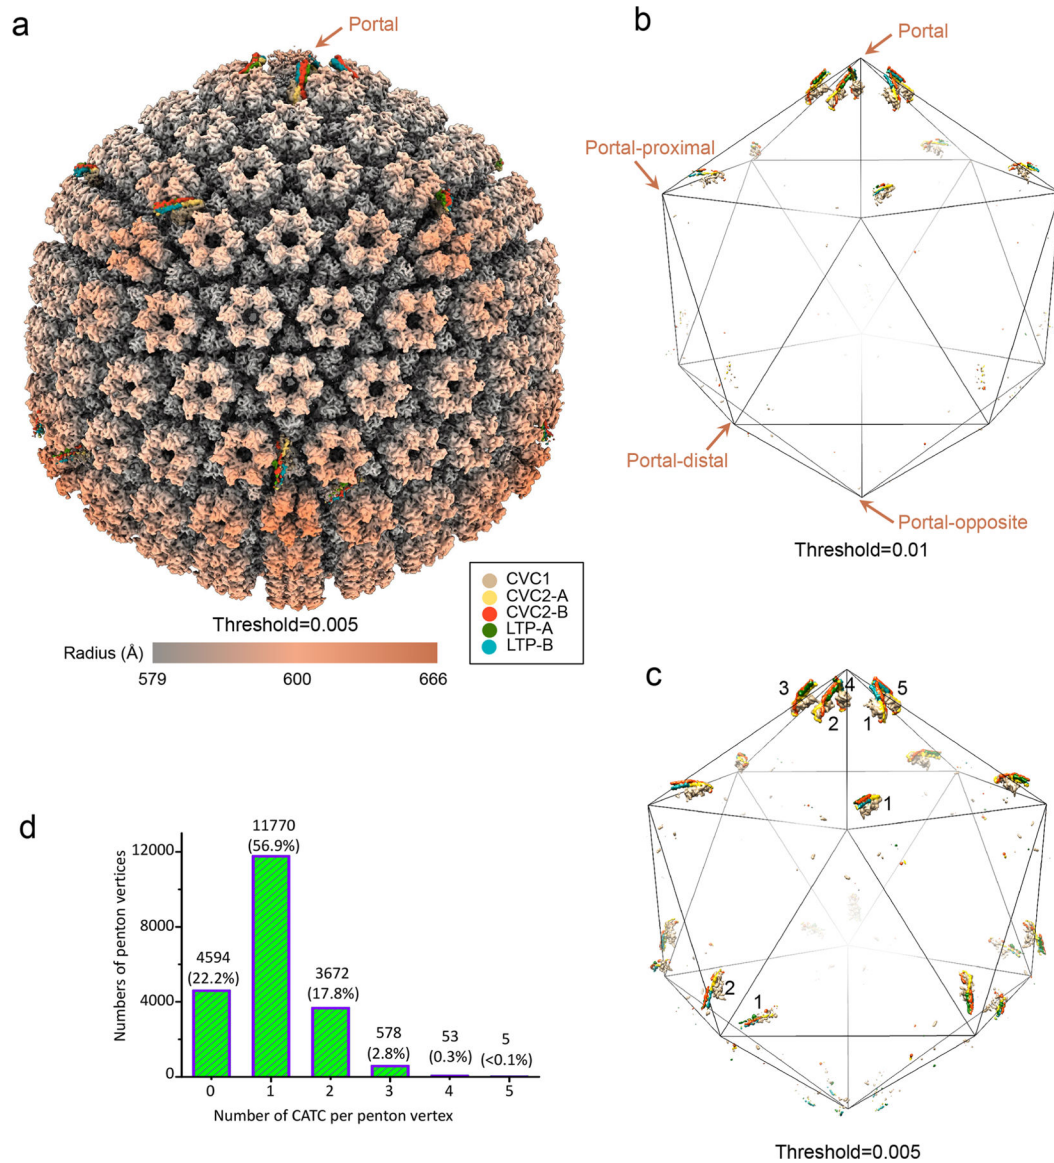 a
Portal
Threshold=0.005
Radius (Å)
579
600
666
CVC1
CVC2-A
CVC2-B
LTP-A
LTP-B
b
Portal
Portal-proximal
Portal-distal
Portal-opposite
Threshold=0.01
c
3
4
5
2
1
1
2
1
Threshold=0.005
d
Numbers of penton vertices
12000
8000
4000
0
4594
(22.2%)
11770
(56.9%)
3672
(17.8%)
578
(2.8%)
53
(0.3%)
5
(<0.1%)
0
1
2
3
4
5
Number of CATC per penton vertex